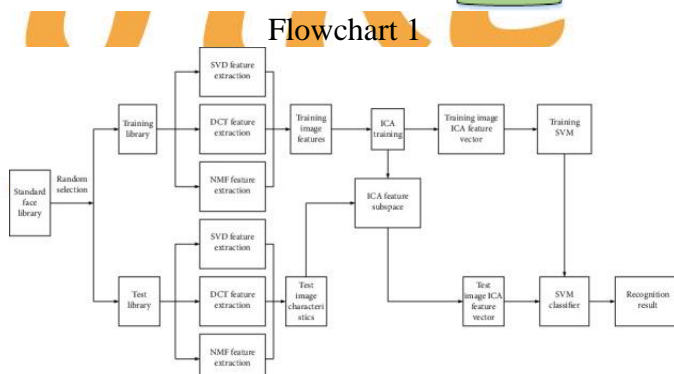 Flowchart 1
SVD feature
extraction
Training
library
DCT feature
extraction
Training
image
features
ICA
training
Training image
ICA feature
vector
Training
SVM
NMF feature
extraction
Standard
face
library
Random
selection
ICA feature
subspace
SVD feature
extraction
Test
library
DCT feature
extraction
Test
image
character
istics
Test
image ICA
feature
vector
SVM
classifier
Recognition
result
NMF feature
extraction